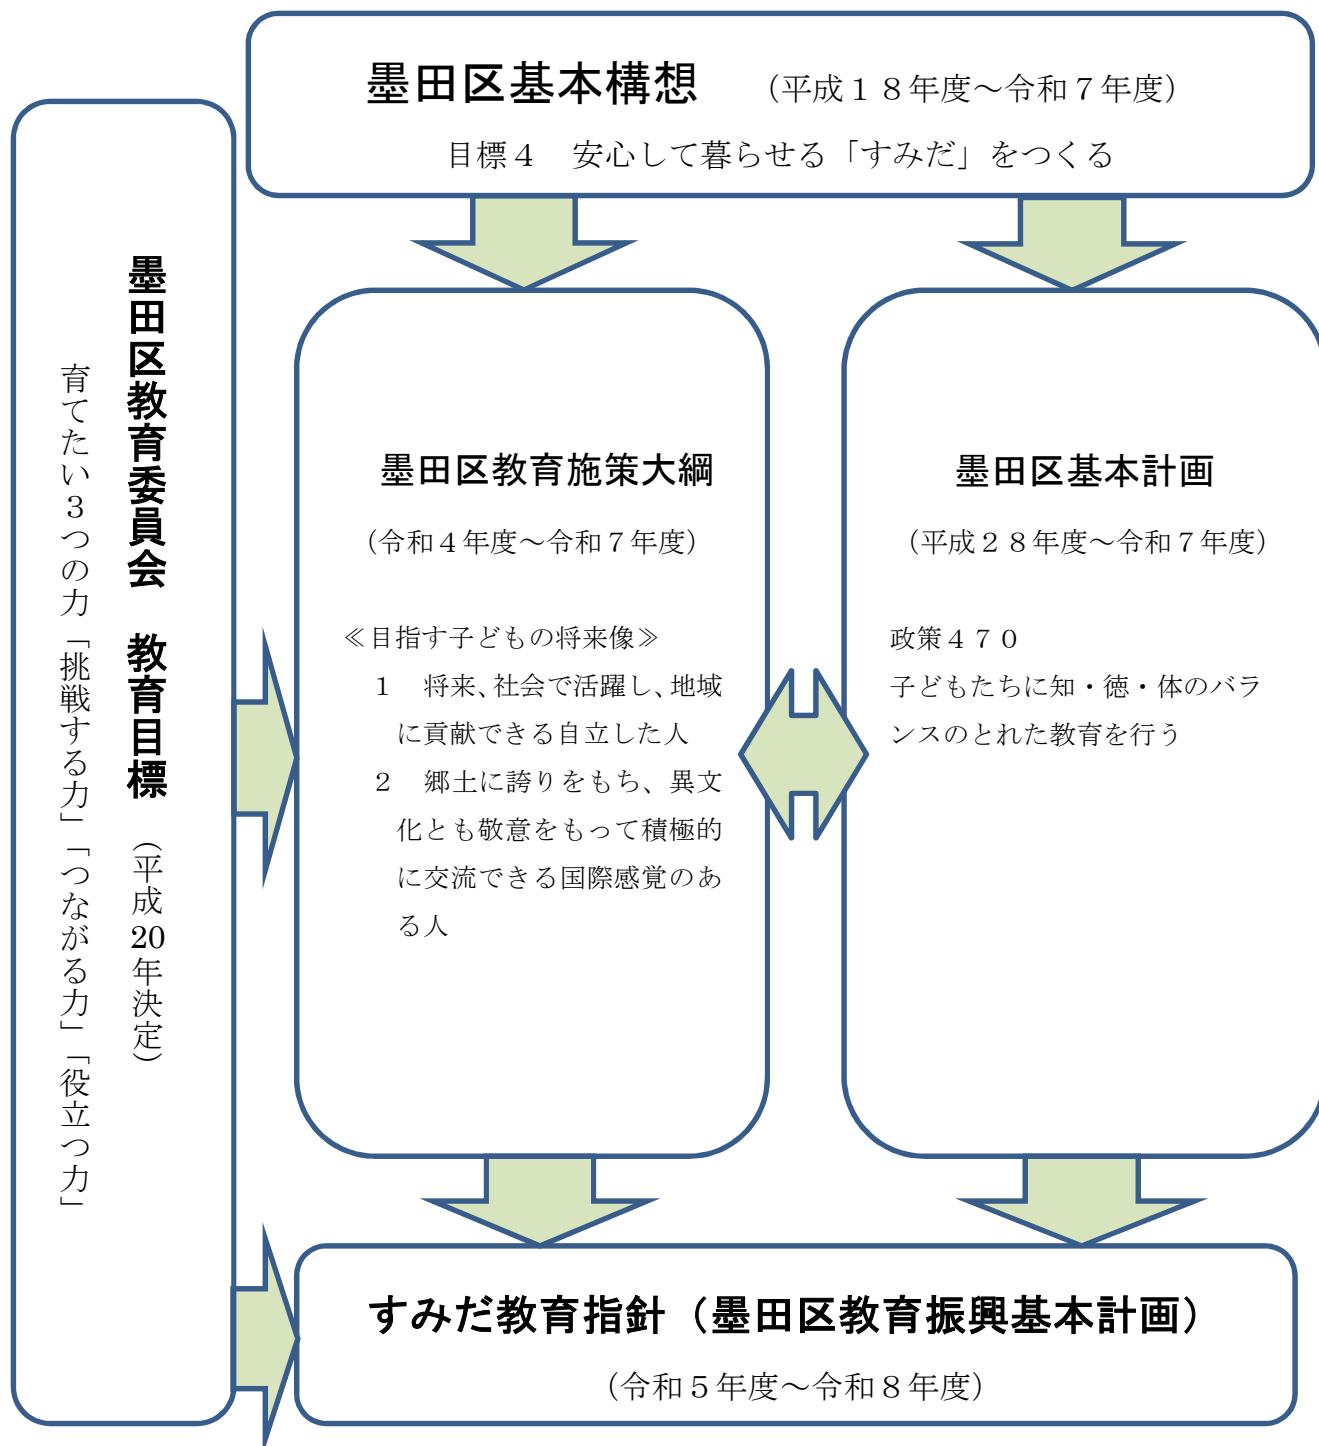 墨田区基本構想　（平成１８年度～令和７年度）
目標４　安心して暮らせる「すみだ」をつくる
墨田区教育委員会　教育目標（平成20年決定）
育てたい３つの力「挑戦する力」「つながる力」「役立つ力」
墨田区教育施策大綱
（令和４年度～令和７年度）
≪目指す子どもの将来像≫
１　将来、社会で活躍し、地域
に貢献できる自立した人
２　郷土に誇りをもち、異文
化とも敬意をもって積極的
に交流できる国際感覚のあ
る人
墨田区基本計画
（平成２８年度～令和７年度）
政策４７０
子どもたちに知・徳・体のバラ
ンスのとれた教育を行う
すみだ教育指針（墨田区教育振興基本計画）
（令和５年度～令和８年度）